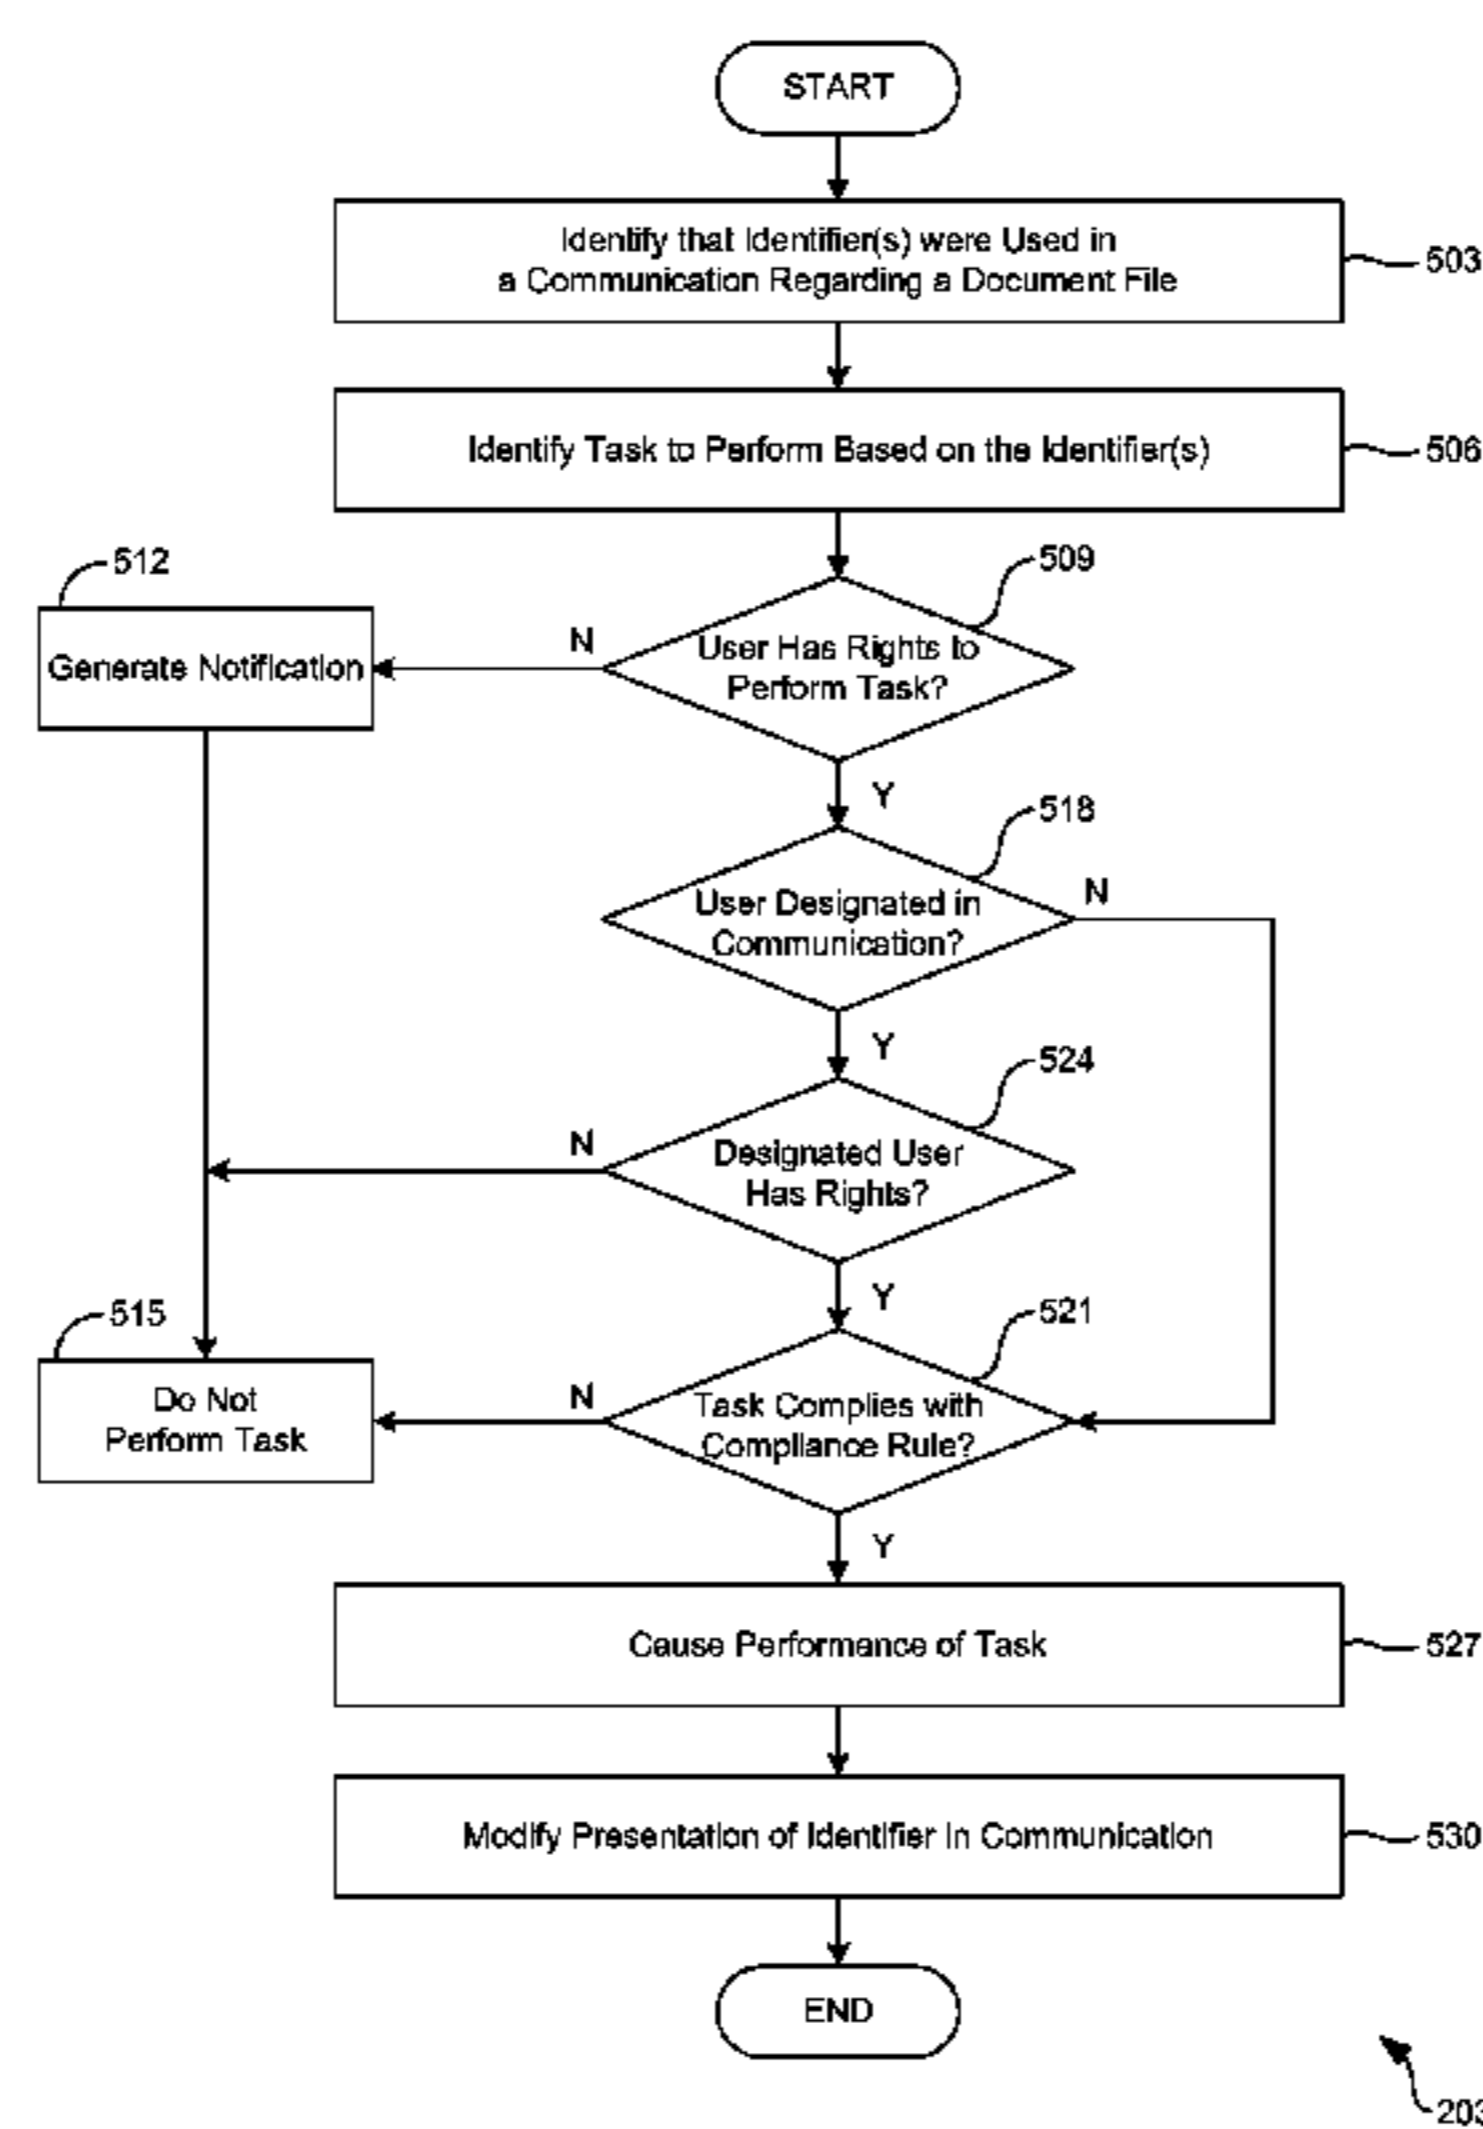 START
Identify that Identifier(s) were Used in
a Communication Regarding a Document File
503
Identify Task to Perform Based on the Identifier(s)
506
512
509
Generate Notification
N
User Has Rights to
Perform Task?
Y
518
User Designated in
Communication?
N
Y
524
N
Designated User
Has Rights?
Y
515
521
Do Not
Perform Task
N
Task Complies with
Compliance Rule?
Y
Cause Performance of Task
527
Modify Presentation of Identifier in Communication
530
END
203